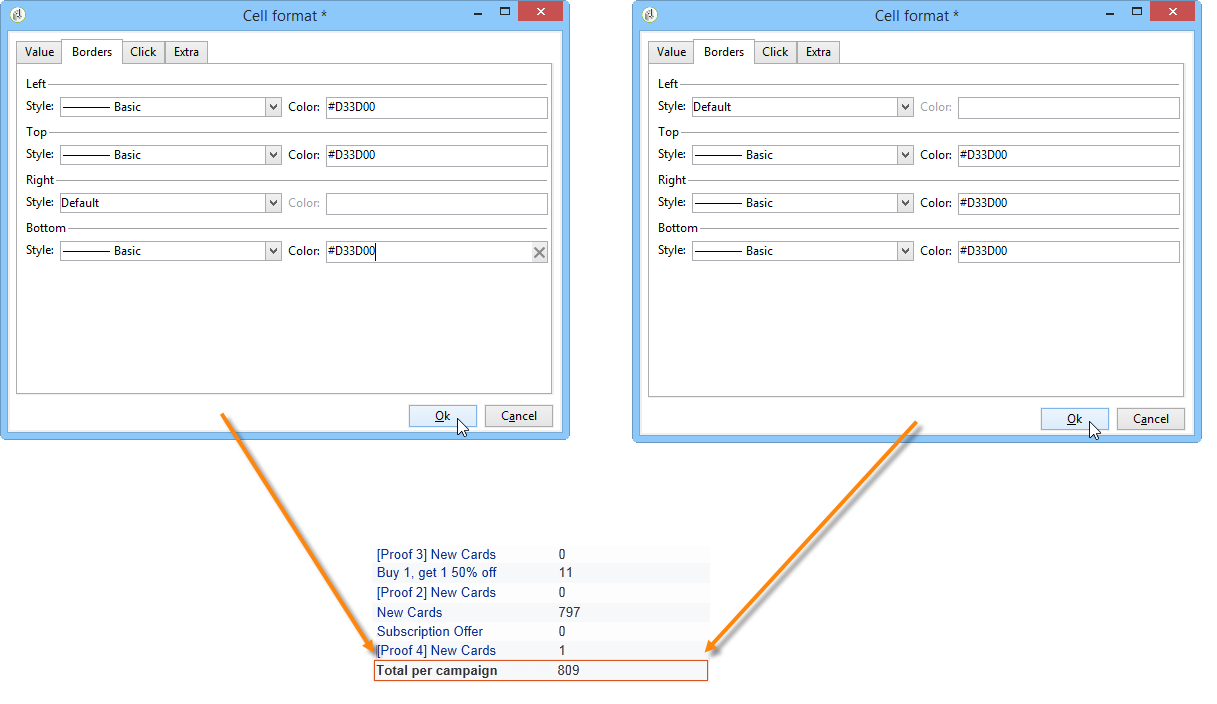 Cell format *
Value Borders Click Extra
Left
Style: Basic Color: #D33D00
Top
Style: Basic Color: #D33D00
Right
Style: Default Color:
Bottom
Style: Basic Color: #D33D00
Ok Cancel
Cell format *
Value Borders Click Extra
Left
Style: Default Color:
Top
Style: Basic Color: #D33D00
Right
Style: Basic Color: #D33D00
Bottom
Style: Basic Color: #D33D00
Ok Cancel
[Proof 3] New Cards 0
Buy 1, get 1 50% off 11
[Proof 2] New Cards 0
New Cards 797
Subscription Offer 0
[Proof 4] New Cards 1
Total per campaign 809